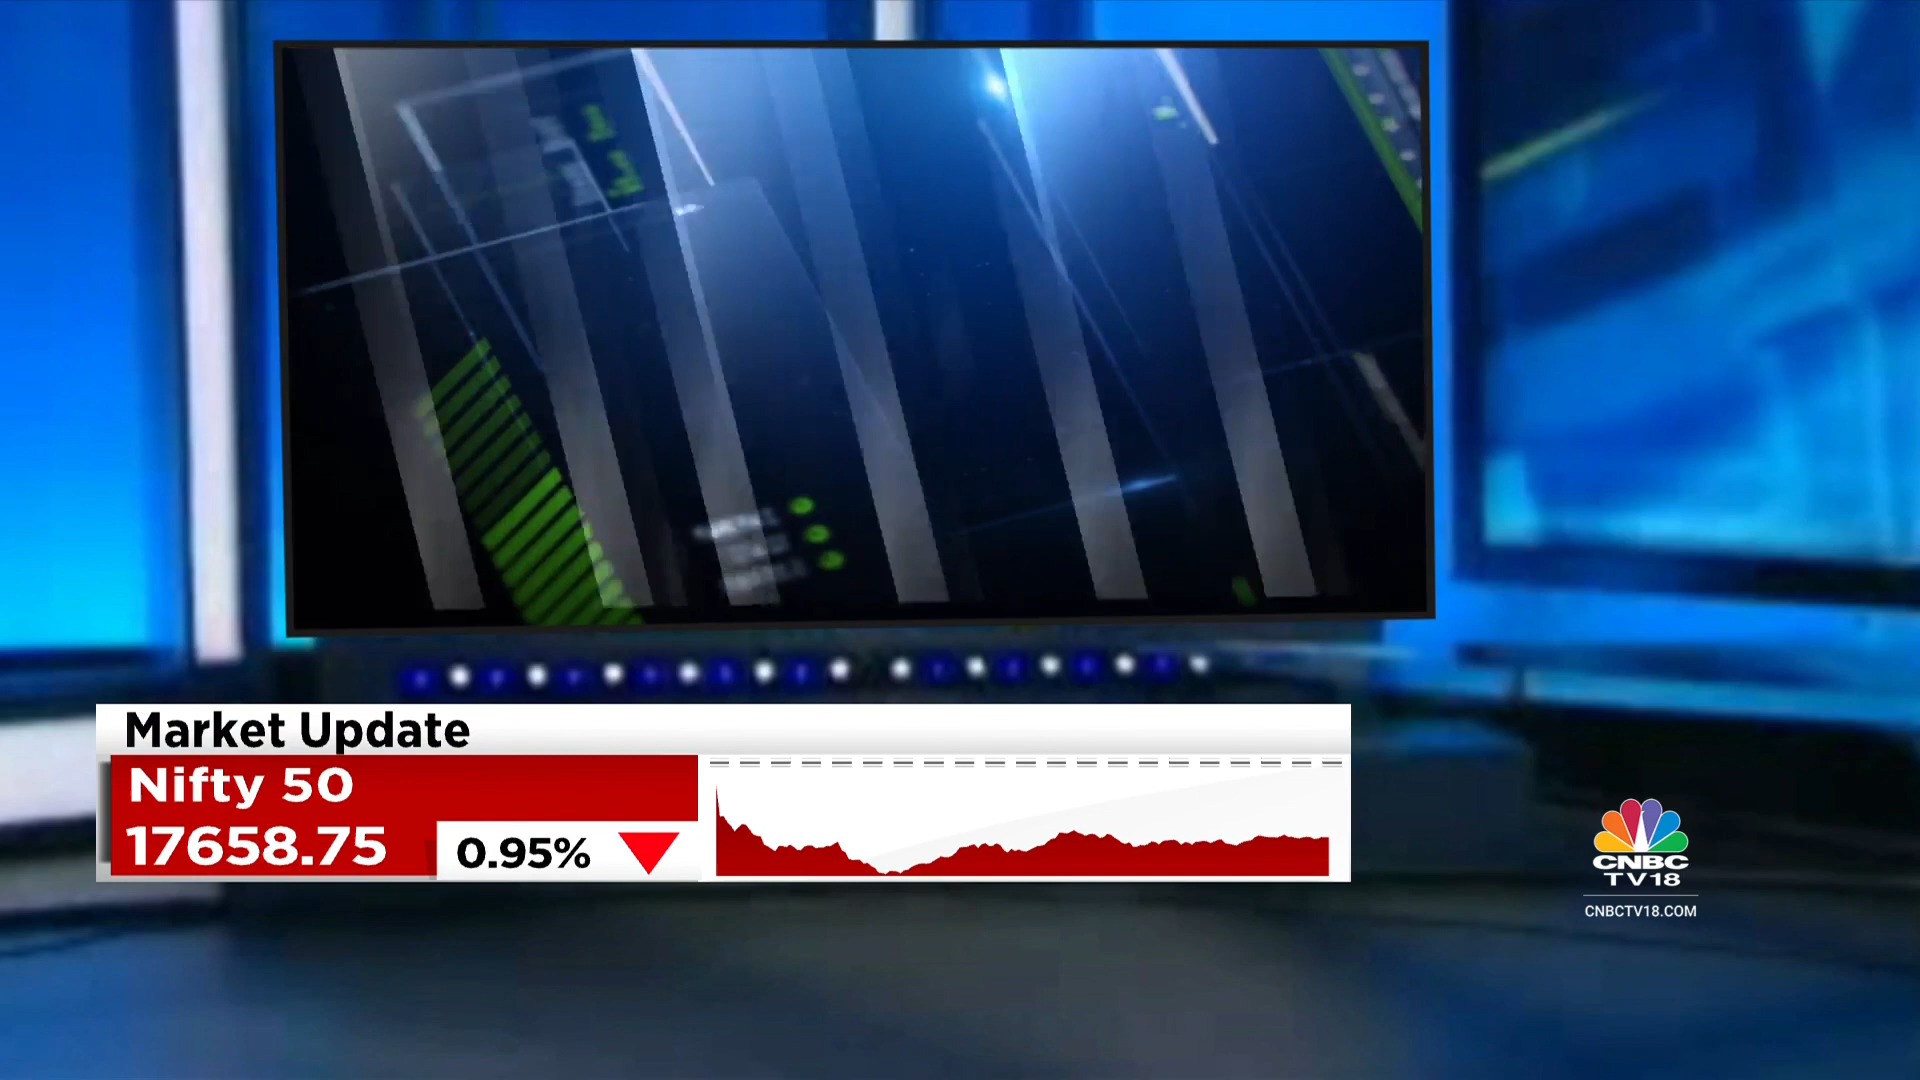 Market Update
Nifty 50
17658.75
0.95%
CNBC
TV18
CNBCTV18.COM